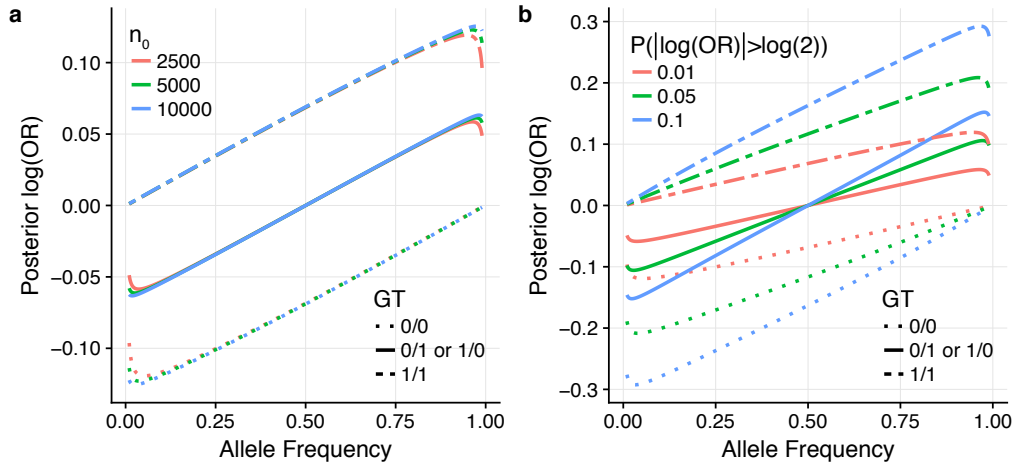 a
Posterior log(OR)
0.10
0.05
0.00
−0.05
−0.10
n0
2500
5000
10000
GT
0/0
0/1 or 1/0
1/1
0.00 0.25 0.50 0.75 1.00
Allele Frequency
b
Posterior log(OR)
0.3
0.2
0.1
0.0
−0.1
−0.2
−0.3
P(|log(OR)|>log(2))
0.01
0.05
0.1
GT
0/0
0/1 or 1/0
1/1
0.00 0.25 0.50 0.75 1.00
Allele Frequency